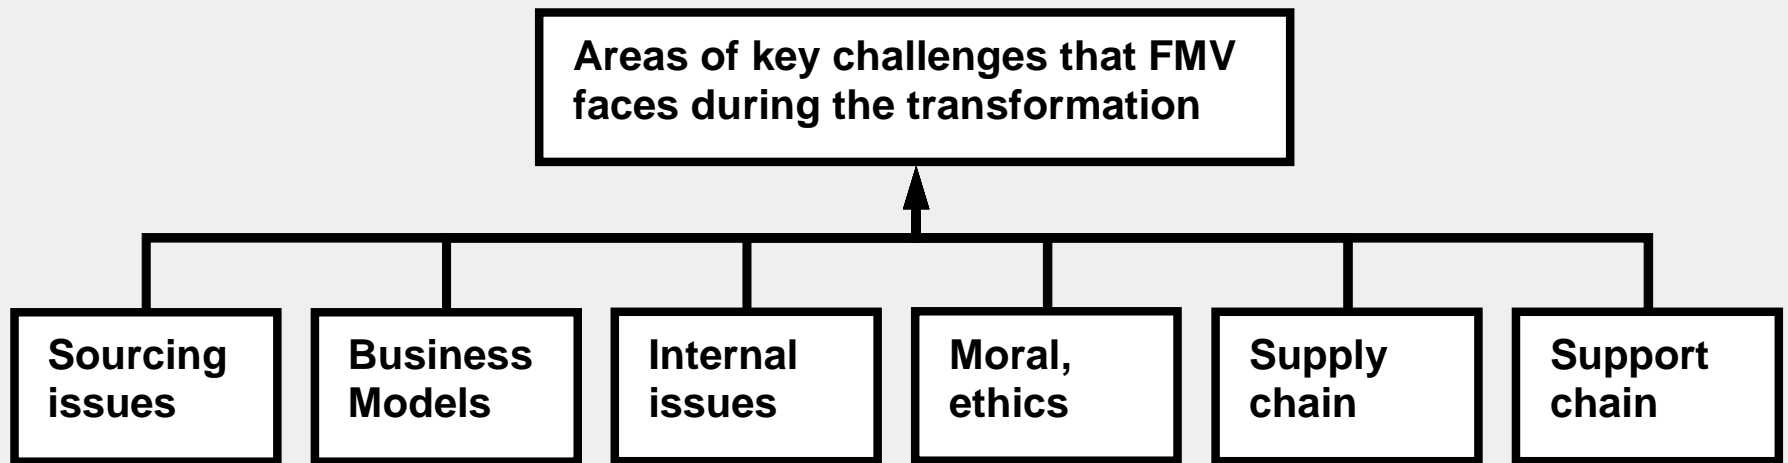 Areas of key challenges that FMV
faces during the transformation
Sourcing
issues
Business
Models
Internal
issues
Moral,
ethics
Supply
chain
Support
chain